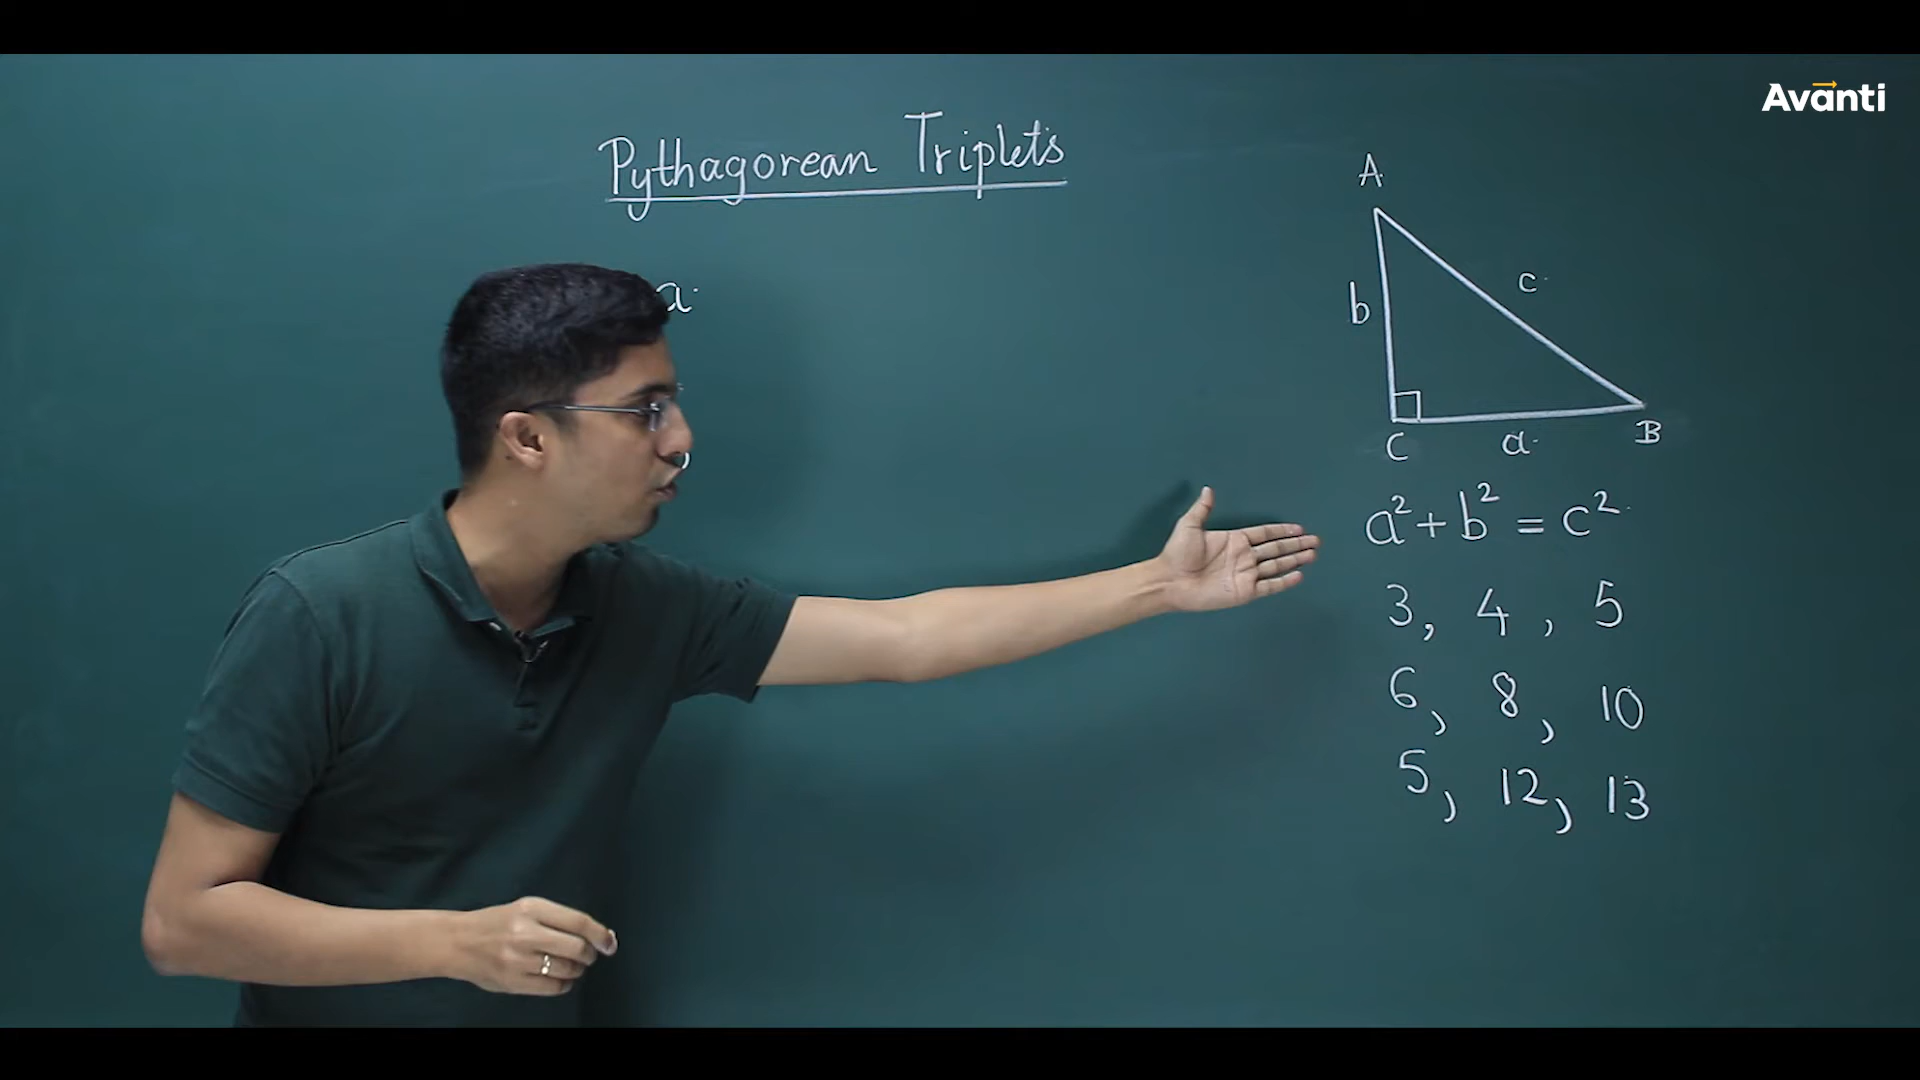 Avanti
Pythagorean Triplets
A
a
b
c
C
a
B
a² + b² = c²
3, 4, 5
6, 8, 10
5, 12, 13